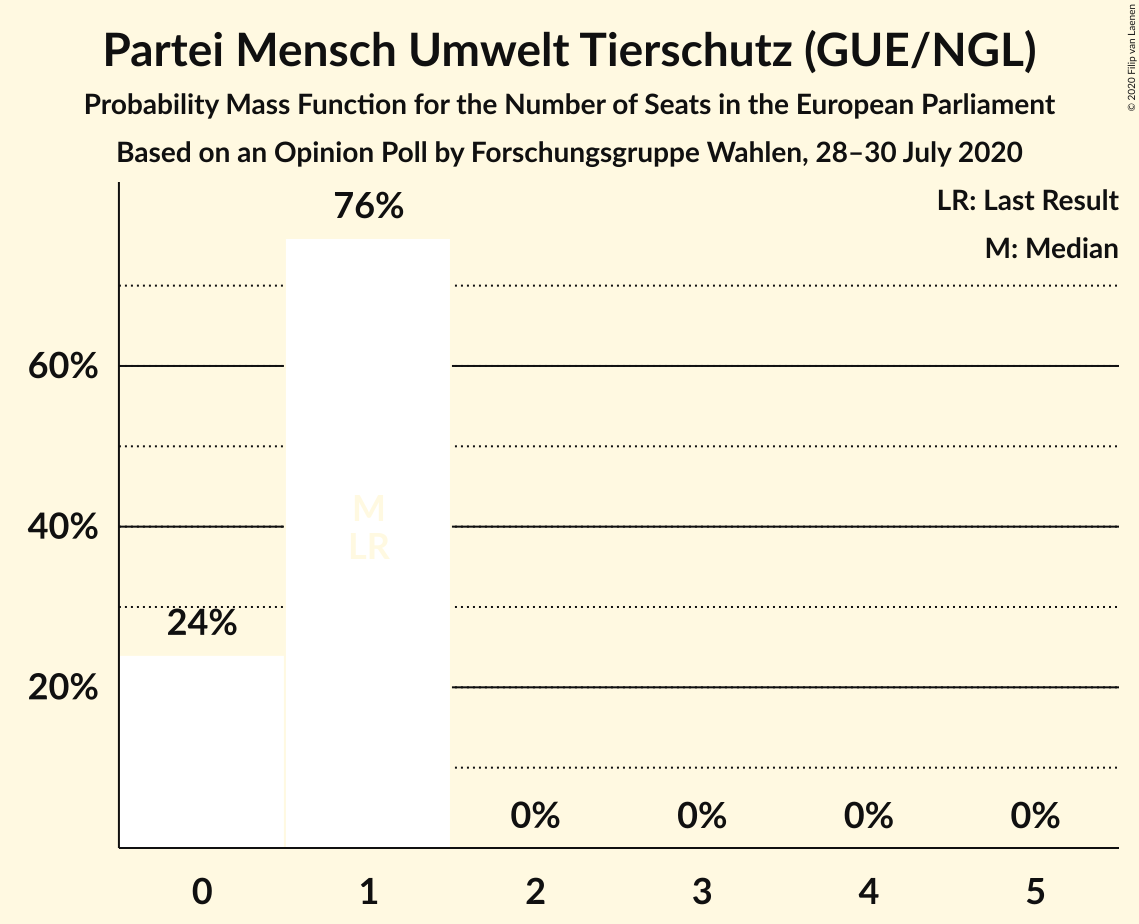 Partei Mensch Umwelt Tierschutz (GUE/NGL)
Probability Mass Function for the Number of Seats in the European Parliament
Based on an Opinion Poll by Forschungsgruppe Wahlen, 28–30 July 2020
© 2020 Filip van Laenen
LR: Last Result
M: Median
76%
60%
M
40%
LR
24%
20%
0% 0% 0% 0%
0 1 2 3 4 5